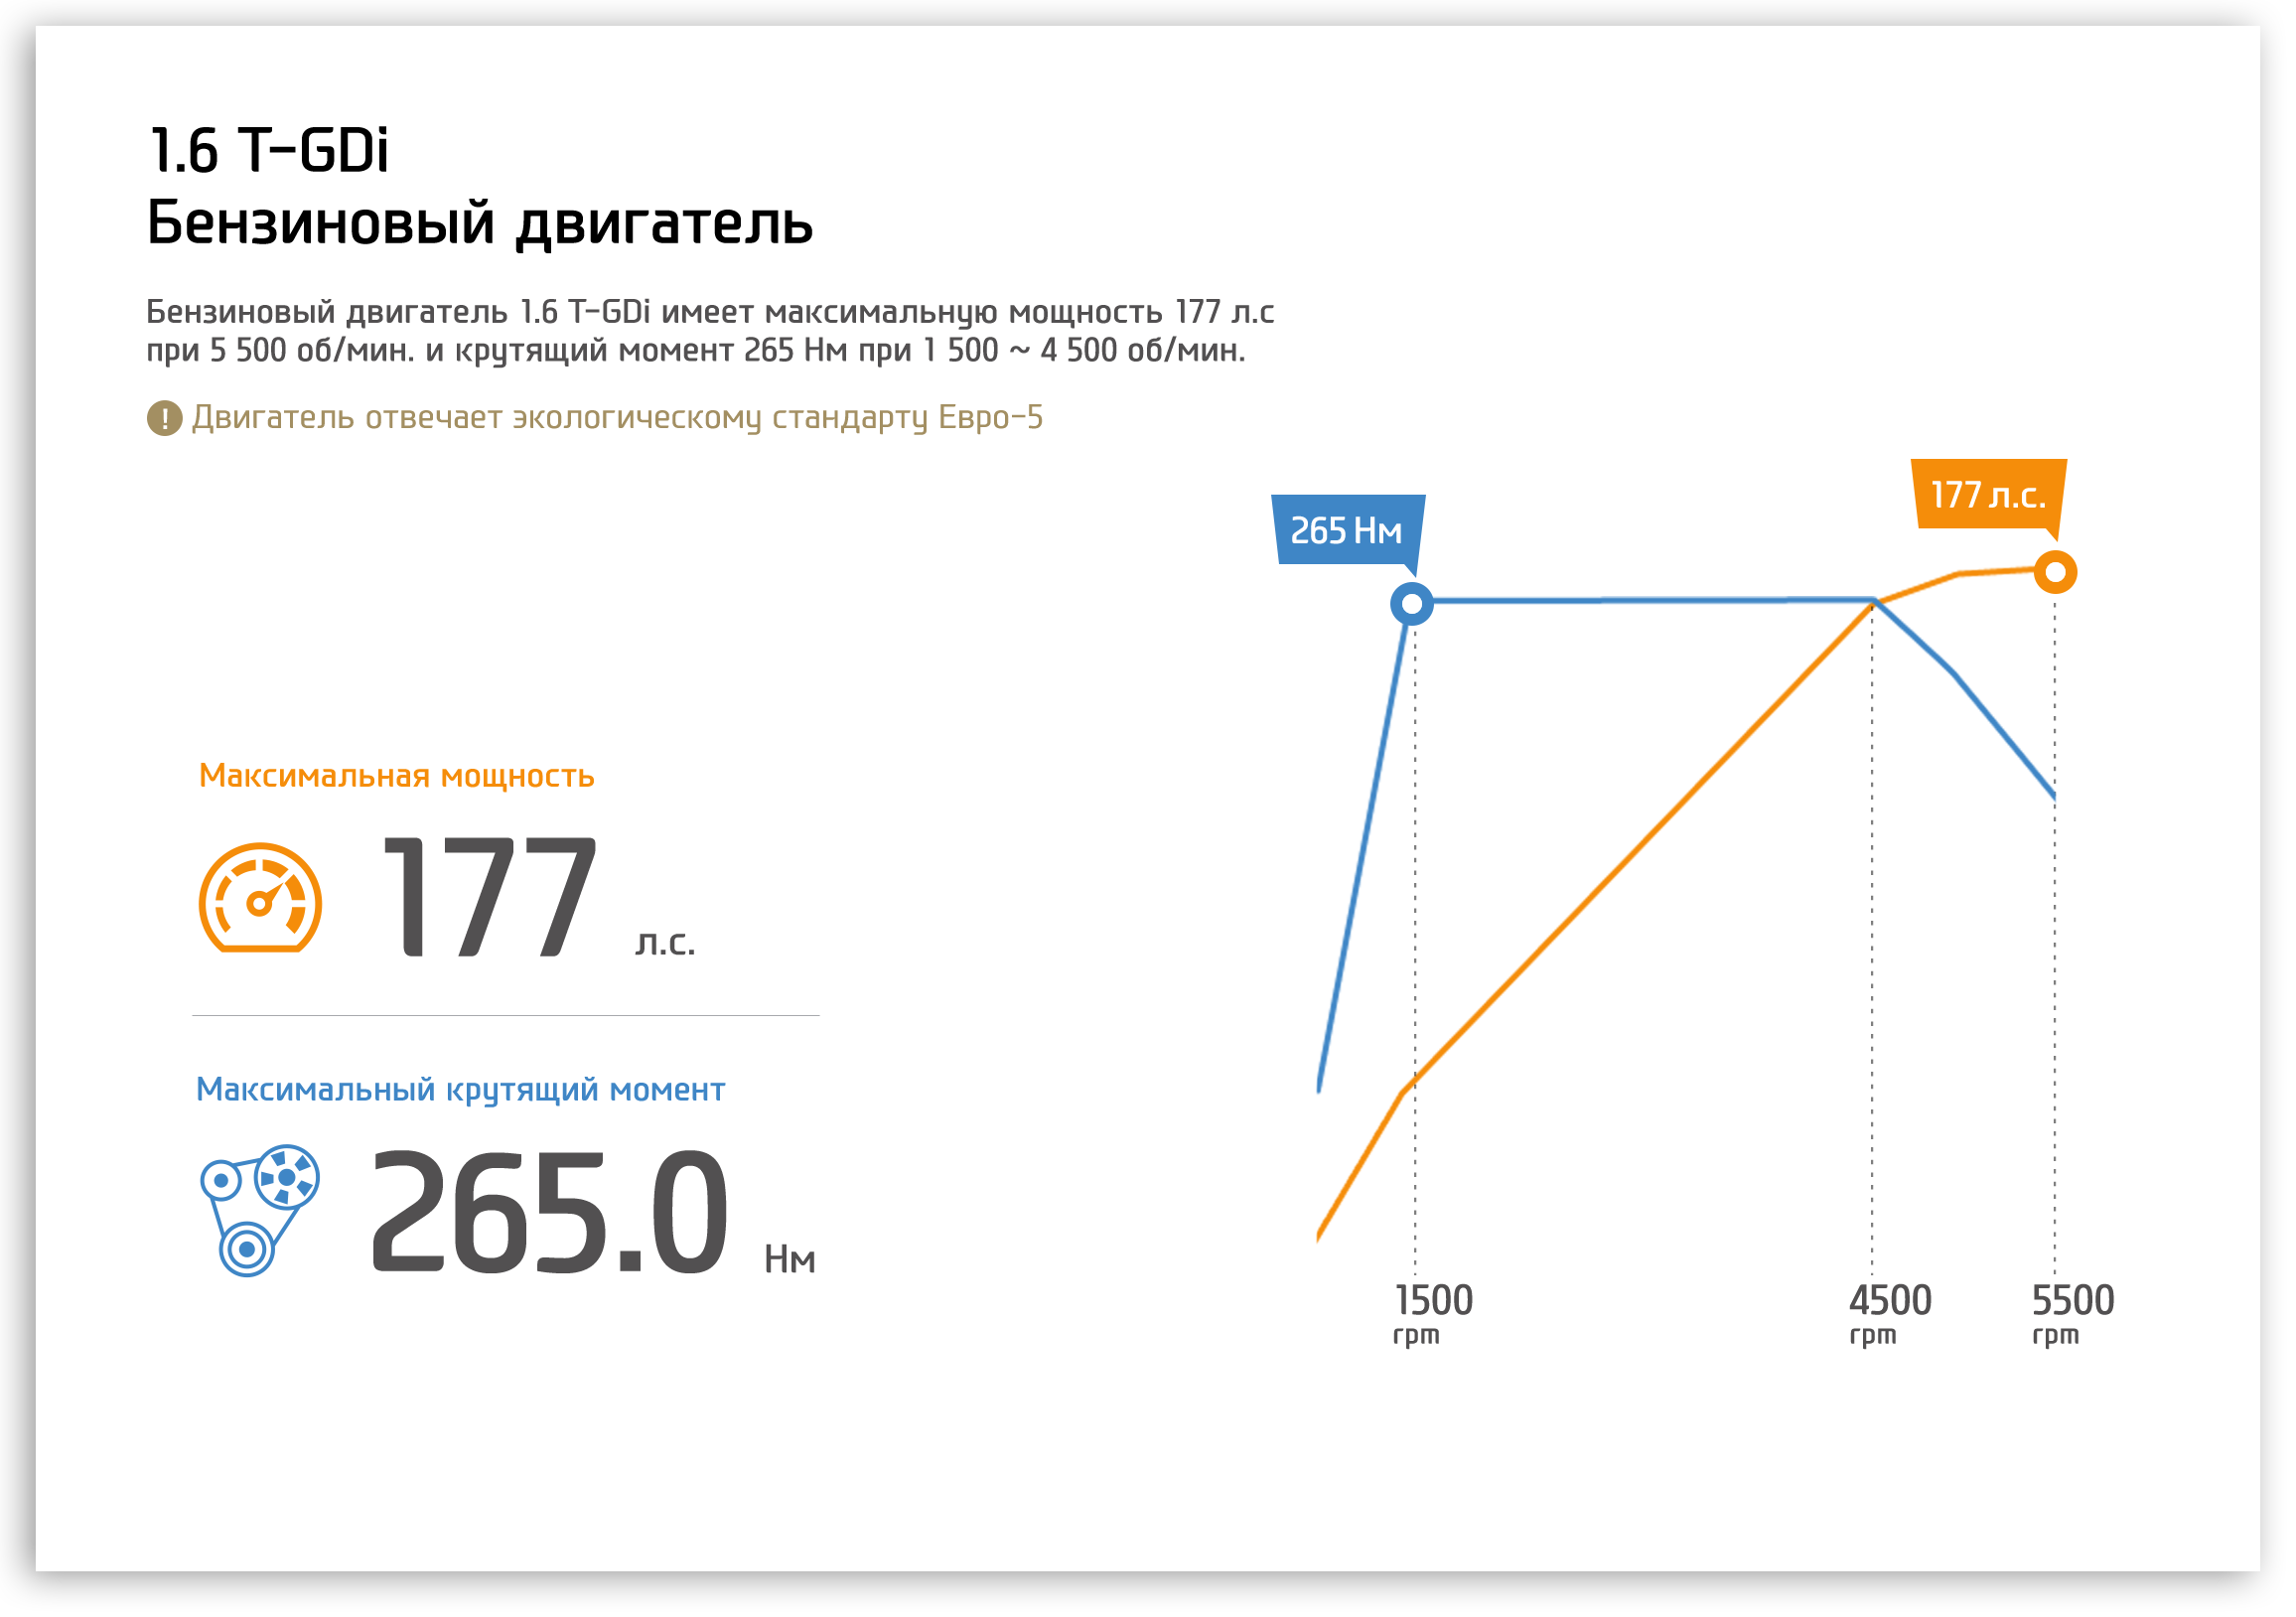 1.6 T-GDi
Бензиновый двигатель
Бензиновый двигатель 1.6 T-GDi имеет максимальную мощность 177 л.с
при 5 500 об/мин. и крутящий момент 265 Нм при 1 500 ~ 4 500 об/мин.
! Двигатель отвечает экологическому стандарту Евро-5
177 л.с.
265 Нм
Максимальная мощность
177 л.с.
Максимальный крутящий момент
265.0 Нм
1500 4500 5500
rpm rpm rpm